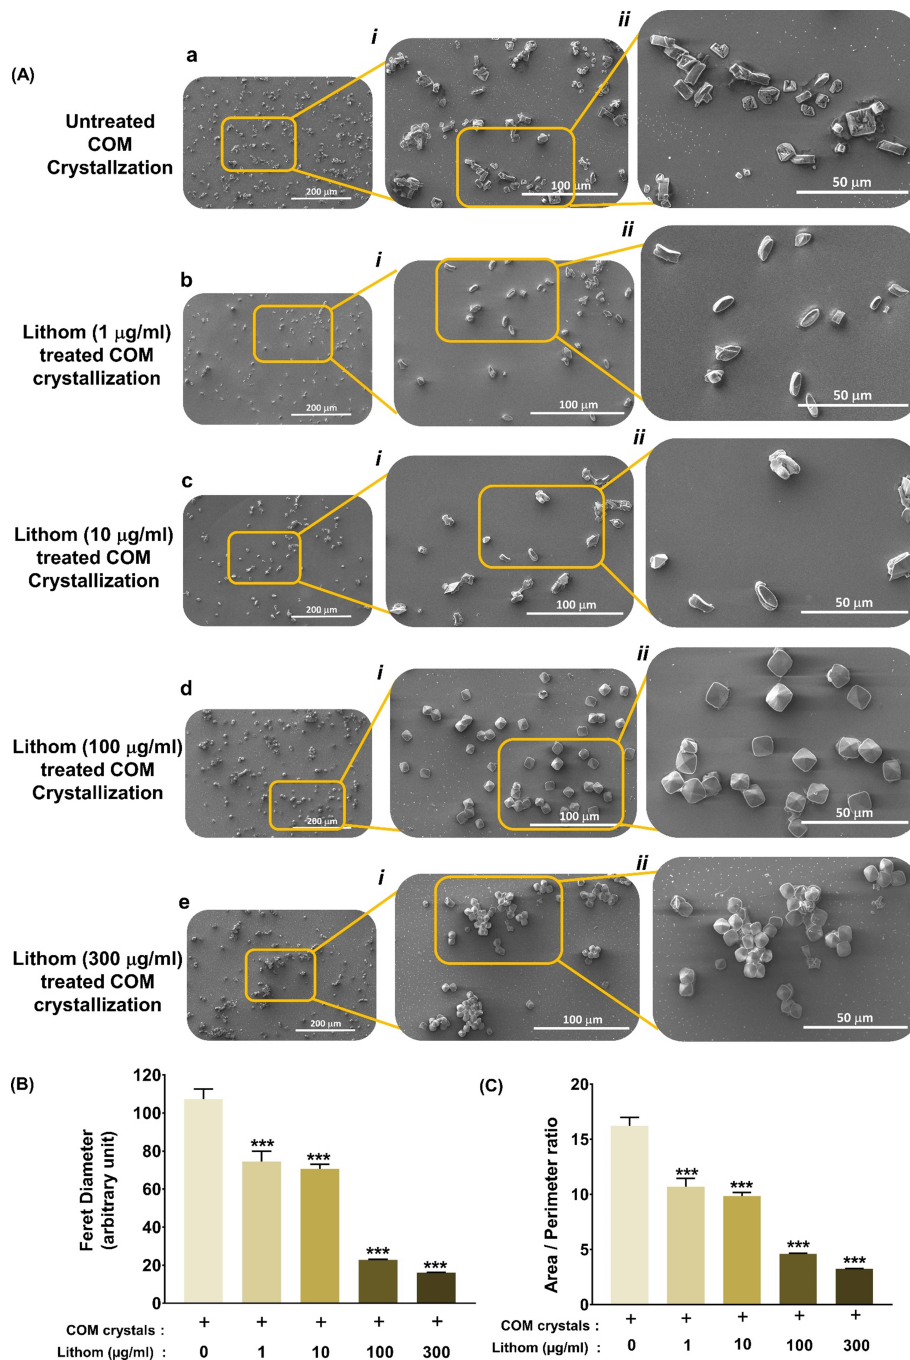 (A)
a
i
ii
Untreated
COM
Crystallzation
200 μm
100 μm
50 μm
b
i
ii
Lithom (1 μg/ml)
treated COM
crystallization
200 μm
100 μm
50 μm
c
i
ii
Lithom (10 μg/ml)
treated COM
Crystallization
200 μm
100 μm
50 μm
d
i
ii
Lithom (100 μg/ml)
treated COM
Crystallization
200 μm
100 μm
50 μm
e
i
ii
Lithom (300 μg/ml)
treated COM
crystallization
200 μm
100 μm
50 μm
(B)
Feret Diameter
(arbitrary unit)
120
100
80
60
40
20
0
*** *** *** ***
COM crystals : + + + + +
Lithom (μg/ml) : 0 1 10 100 300
(C)
Area / Perimeter ratio
20
15
10
5
0
*** *** *** ***
COM crystals : + + + + +
Lithom (μg/ml) : 0 1 10 100 300